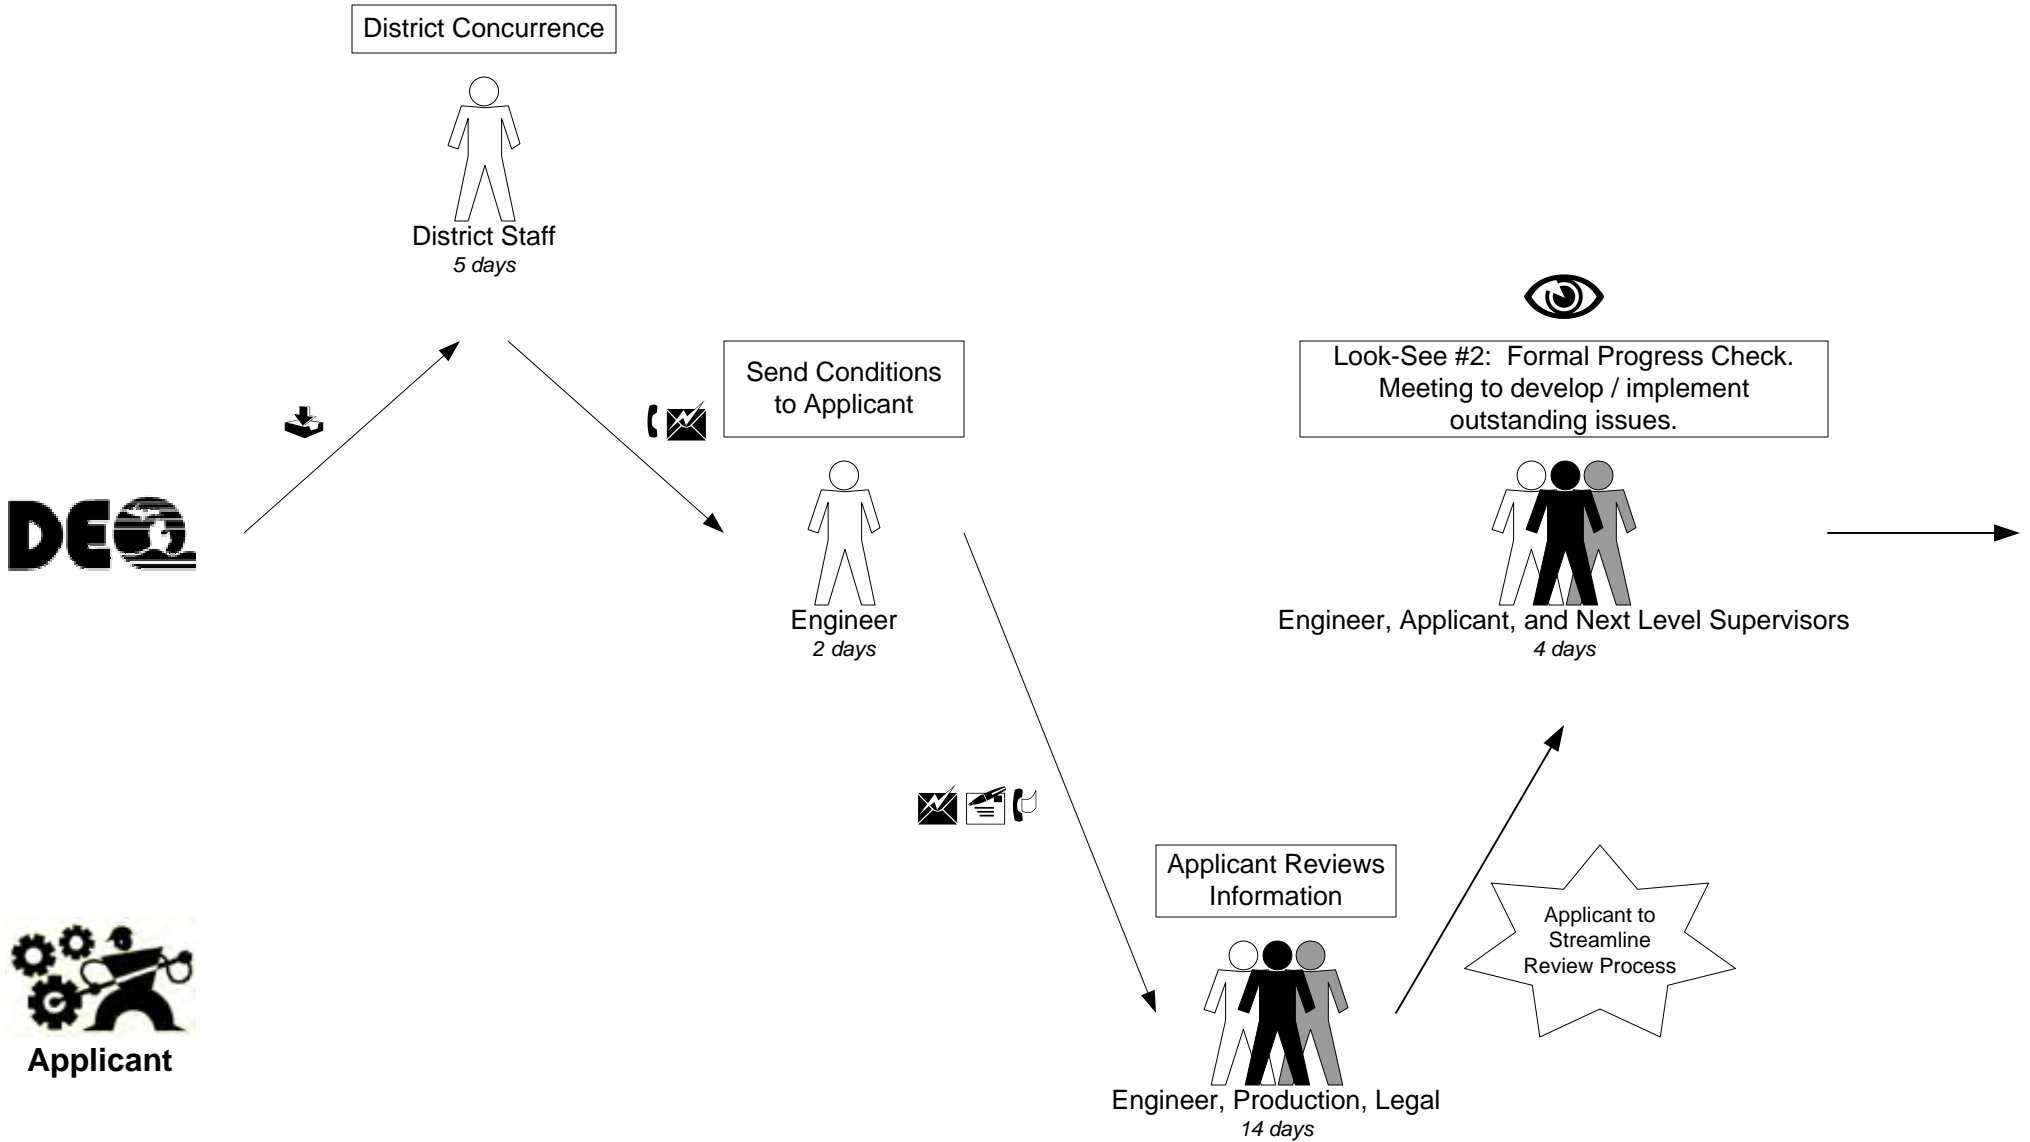 District Concurrence
District Staff
5 days
Send Conditions
to Applicant
Engineer
2 days
Look-See #2:  Formal Progress Check.
Meeting to develop / implement
outstanding issues.
Engineer, Applicant, and Next Level Supervisors
4 days
DEQ
Applicant Reviews
Information
Engineer, Production, Legal
14 days
Applicant to
Streamline
Review Process
Applicant